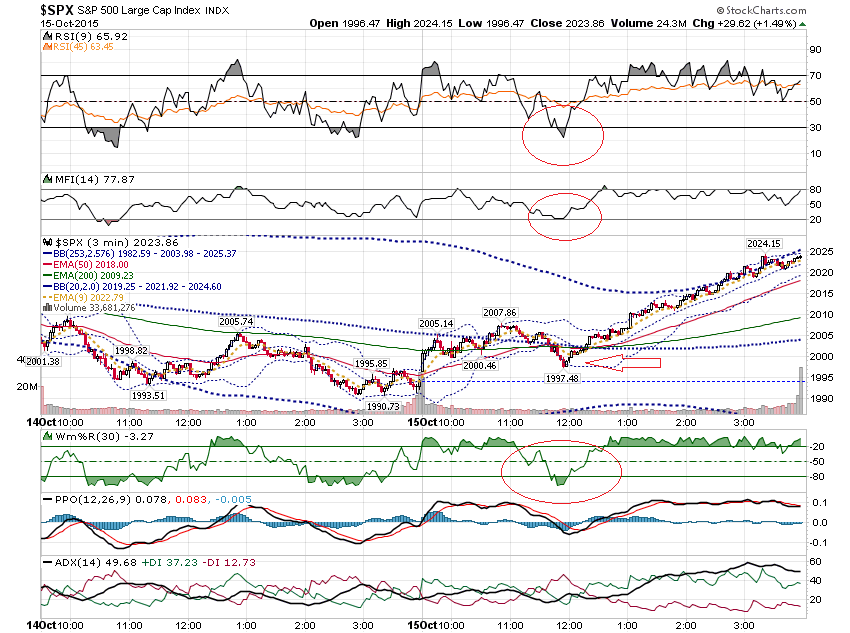 $SPX S&P 500 Large Cap Index INDX © StockCharts.com
15-Oct-2015 Open 1996.47 High 2024.15 Low 1996.47 Close 2023.86 Volume 24.3M Chg +29.62 (+1.49%)
RSI(9) 65.92
RSI(45) 63.45
90
70
50
30
10
MFI(14) 77.87
80
50
20
$SPX (3 min) 2023.86
BB(253,2.576) 1982.59 - 2003.98 - 2025.37
EMA(50) 2018.00
EMA(200) 2009.23
BB(20,2.0) 2019.25 - 2021.92 - 2024.60
EMA(9) 2022.79
Volume 33,681,276
2024.15
2025
2020
2015
2010
2005
2000
1995
1990
2001.38
1998.82
1993.51
2005.74
1995.85
1990.73
2005.14
2000.46
2007.86
1997.48
20M
14Oct 10:00 11:00 12:00 1:00 2:00 3:00 15Oct 10:00 11:00 12:00 1:00 2:00 3:00
Wm%R(30) -3.27
-20
-50
-80
PPO(12,26,9) 0.078, 0.083, -0.005
0.1
0.0
-0.1
ADX(14) 49.68 +DI 37.23 -DI 12.73
60
40
20
14Oct 10:00 11:00 12:00 1:00 2:00 3:00 15Oct 10:00 11:00 12:00 1:00 2:00 3:00